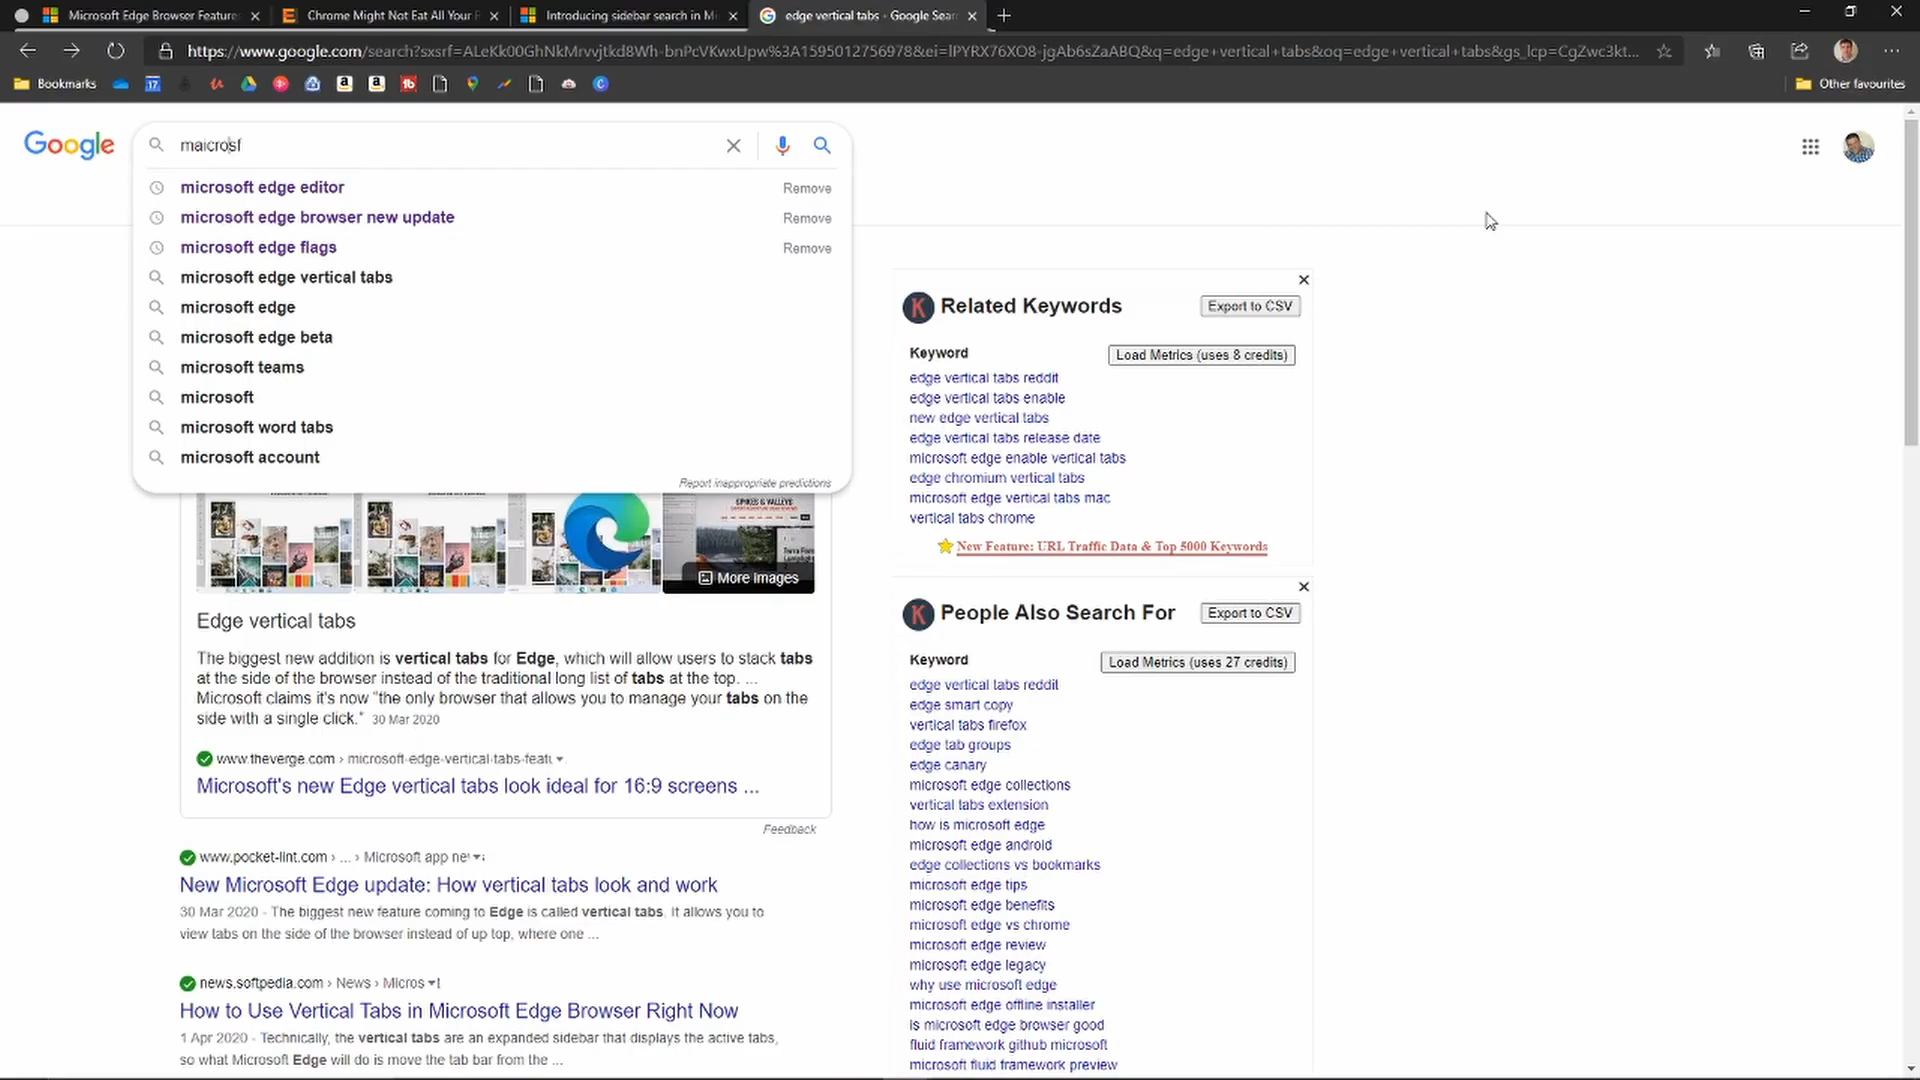 Microsoft Edge Browser Feature
Chrome Might Not Eat All Your R
Introducing sidebar search in Mi
edge vertical tabs - Google Sear
https://www.google.com/search?sxsrf=ALeKk00GhNkMrvvjtkd8Wh-bnPcVKwxUpw%3A1595012756978&ei=lPYRX76XO8-jgAb6sZaABQ&q=edge+vertical+tabs&oq=edge+vertical+tabs&gs_lcp=CgZwc3kt...
Bookmarks
17
Other favourites
Google
maicrosf
microsoft edge editor
Remove
microsoft edge browser new update
Remove
microsoft edge flags
Remove
microsoft edge vertical tabs
microsoft edge
microsoft edge beta
microsoft teams
microsoft
microsoft word tabs
microsoft account
Report inappropriate predictions
More images
Edge vertical tabs
The biggest new addition is vertical tabs for Edge, which will allow users to stack tabs
at the side of the browser instead of the traditional long list of tabs at the top. ...
Microsoft claims it's now "the only browser that allows you to manage your tabs on the
side with a single click." 30 Mar 2020
www.theverge.com › microsoft-edge-vertical-tabs-featu
Microsoft's new Edge vertical tabs look ideal for 16:9 screens ...
Feedback
www.pocket-lint.com › ... › Microsoft app ne
New Microsoft Edge update: How vertical tabs look and work
30 Mar 2020 - The biggest new feature coming to Edge is called vertical tabs. It allows you to
view tabs on the side of the browser instead of up top, where one ...
news.softpedia.com › News › Micros
How to Use Vertical Tabs in Microsoft Edge Browser Right Now
1 Apr 2020 - Technically, the vertical tabs are an expanded sidebar that displays the active tabs,
so what Microsoft Edge will do is move the tab bar from the ...
K Related Keywords
Export to CSV
Keyword
Load Metrics (uses 8 credits)
edge vertical tabs reddit
edge vertical tabs enable
new edge vertical tabs
edge vertical tabs release date
microsoft edge enable vertical tabs
edge chromium vertical tabs
microsoft edge vertical tabs mac
vertical tabs chrome
New Feature: URL Traffic Data & Top 5000 Keywords
K People Also Search For
Export to CSV
Keyword
Load Metrics (uses 27 credits)
edge vertical tabs reddit
edge smart copy
vertical tabs firefox
edge tab groups
edge canary
microsoft edge collections
vertical tabs extension
how is microsoft edge
microsoft edge android
edge collections vs bookmarks
microsoft edge tips
microsoft edge benefits
microsoft edge vs chrome
microsoft edge review
microsoft edge legacy
why use microsoft edge
microsoft edge offline installer
is microsoft edge browser good
fluid framework github microsoft
microsoft fluid framework preview